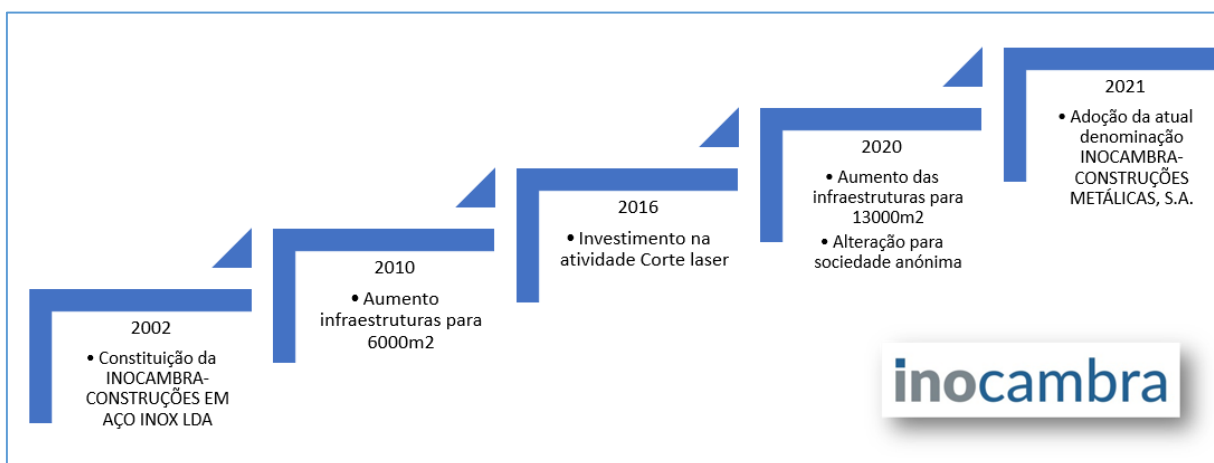 2002
• Constituição da
INOCAMBRA-
CONSTRUÇÕES EM
AÇO INOX LDA
2010
• Aumento
infraestruturas para
6000m2
2016
• Investimento na
atividade Corte laser
2020
• Aumento das
infraestruturas para
13000m2
• Alteração para
sociedade anónima
2021
• Adoção da atual
denominação
INOCAMBRA-
CONSTRUÇÕES
METÁLICAS, S.A.
inocambra